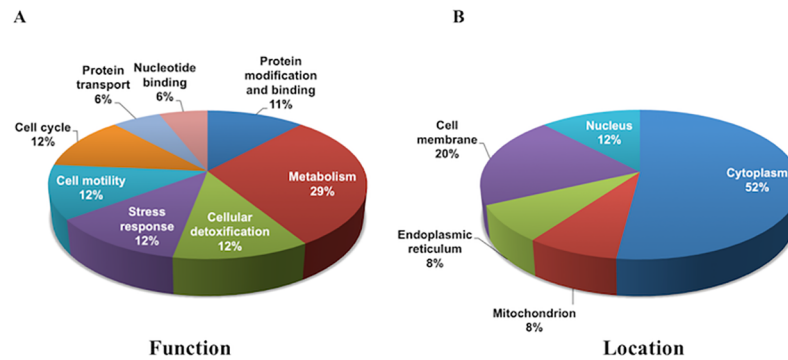 A
B
Protein
transport
6%
Nucleotide
binding
6%
Protein
modification
and binding
11%
Cell cycle
12%
Metabolism
29%
Cell motility
12%
Stress
response
12%
Cellular
detoxification
12%
Function
Cell
membrane
20%
Nucleus
12%
Cytoplasm
52%
Endoplasmic
reticulum
8%
Mitochondrion
8%
Location